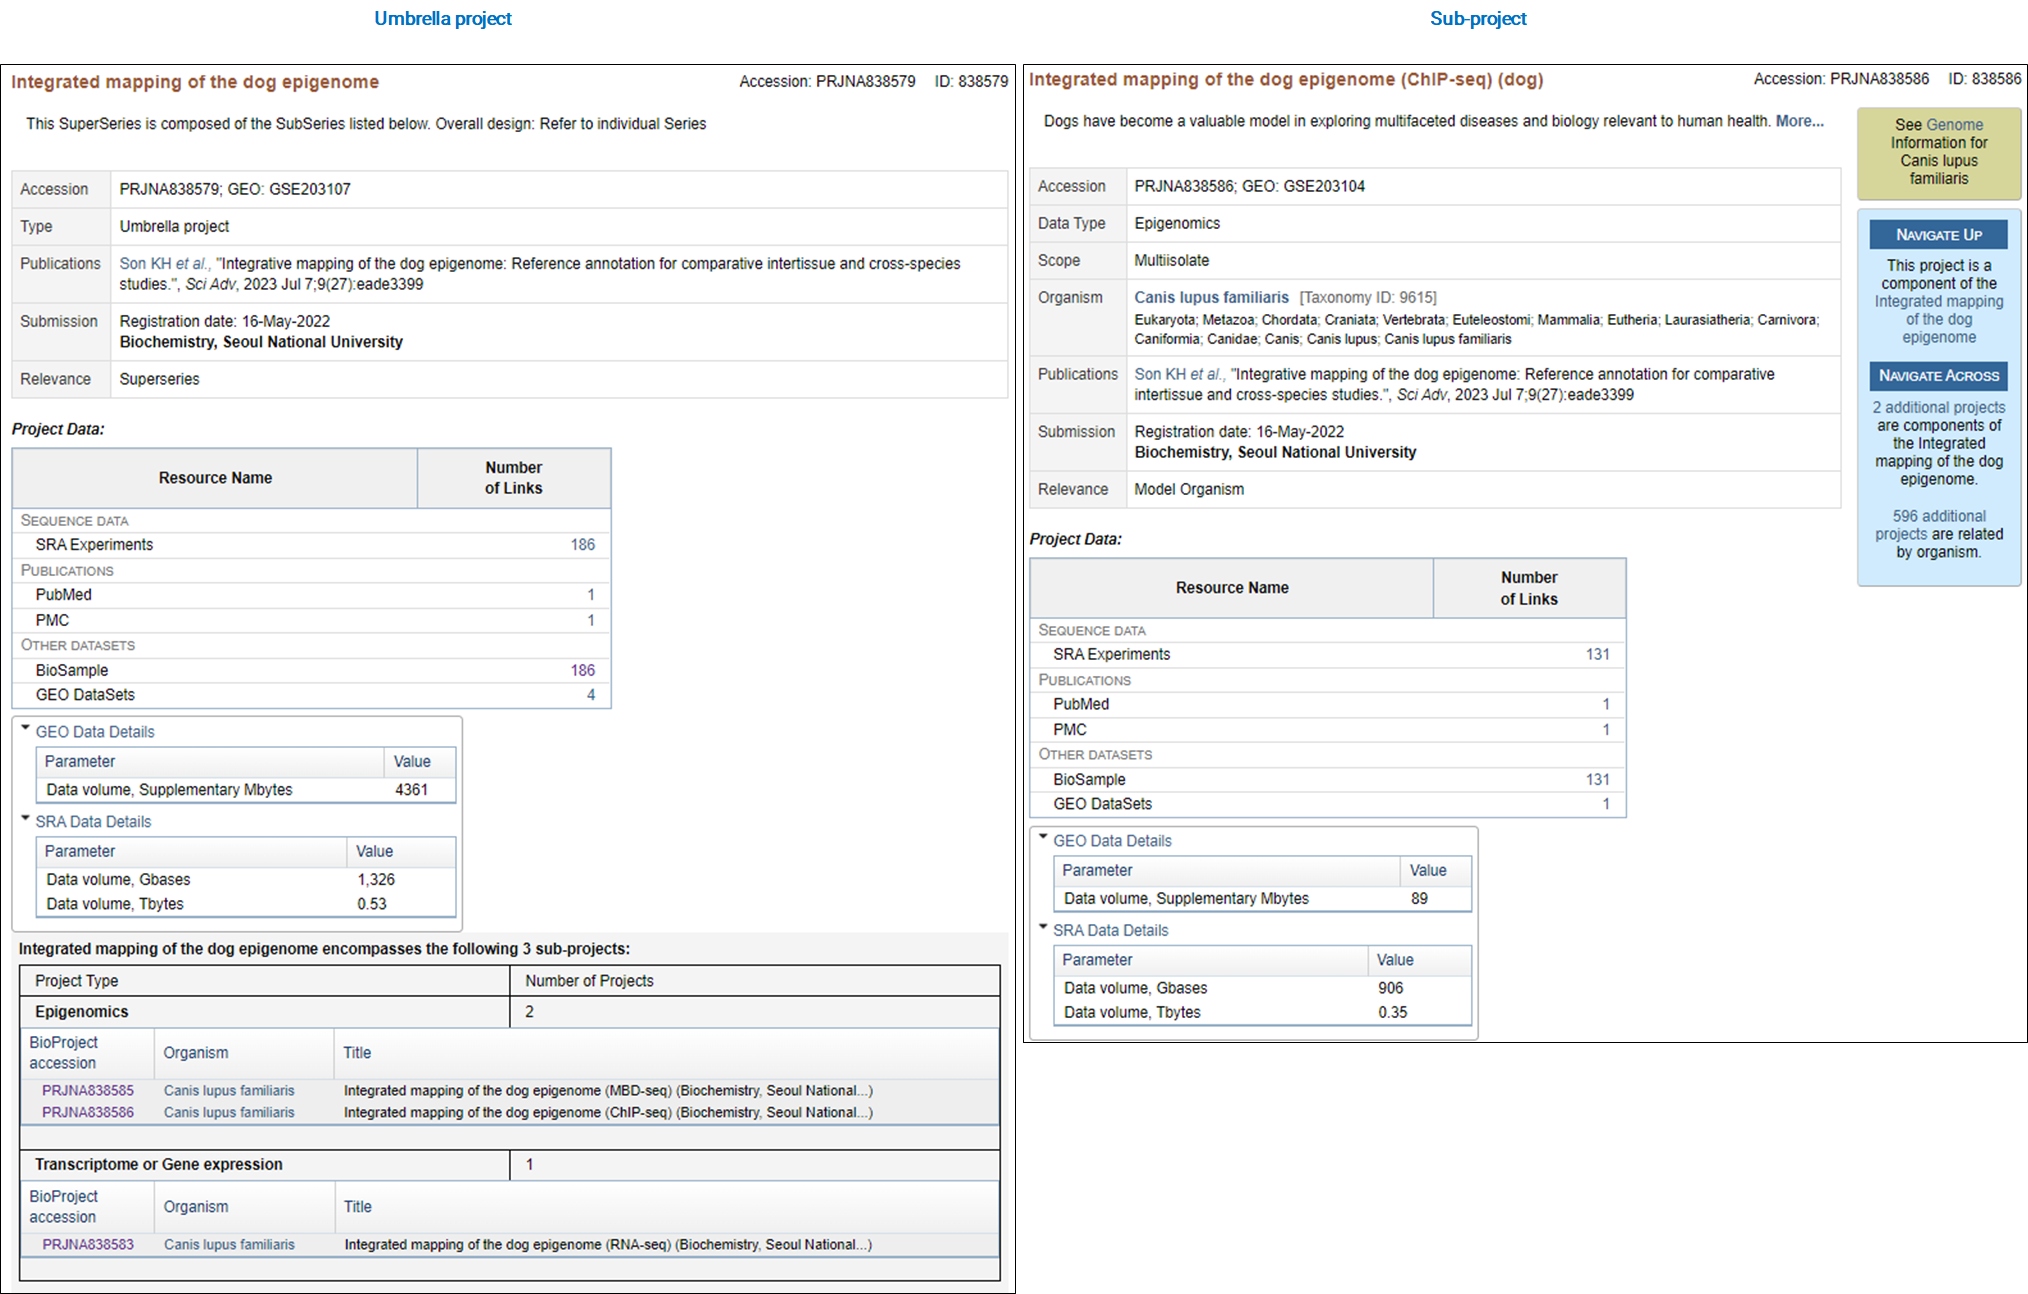 Umbrella project
Sub-project
Integrated mapping of the dog epigenome
Accession: PRJNA838579 ID: 838579
This SuperSeries is composed of the SubSeries listed below. Overall design: Refer to individual Series
Accession PRJNA838579; GEO: GSE203107
Type Umbrella project
Publications Son KH et al., "Integrative mapping of the dog epigenome: Reference annotation for comparative intertissue and cross-species
studies.", Sci Adv, 2023 Jul 7;9(27):eade3399
Submission Registration date: 16-May-2022
Biochemistry, Seoul National University
Relevance Superseries
Project Data:
Resource Name Number
of Links
SEQUENCE DATA
SRA Experiments 186
PUBLICATIONS
PubMed 1
PMC 1
OTHER DATASETS
BioSample 186
GEO DataSets 4
GEO Data Details
Parameter Value
Data volume, Supplementary Mbytes 4361
SRA Data Details
Parameter Value
Data volume, Gbases 1,326
Data volume, Tbytes 0.53
Integrated mapping of the dog epigenome encompasses the following 3 sub-projects:
Project Type Number of Projects
Epigenomics 2
BioProject
accession Organism Title
PRJNA838585 Canis lupus familiaris Integrated mapping of the dog epigenome (MBD-seq) (Biochemistry, Seoul National...)
PRJNA838586 Canis lupus familiaris Integrated mapping of the dog epigenome (ChIP-seq) (Biochemistry, Seoul National...)
Transcriptome or Gene expression 1
BioProject
accession Organism Title
PRJNA838583 Canis lupus familiaris Integrated mapping of the dog epigenome (RNA-seq) (Biochemistry, Seoul National...)
Integrated mapping of the dog epigenome (ChIP-seq) (dog)
Accession: PRJNA838586 ID: 838586
Dogs have become a valuable model in exploring multifaceted diseases and biology relevant to human health. More...
Accession PRJNA838586; GEO: GSE203104
Data Type Epigenomics
Scope Multiisolate
Organism Canis lupus familiaris [Taxonomy ID: 9615]
Eukaryota; Metazoa; Chordata; Craniata; Vertebrata; Euteleostomi; Mammalia; Eutheria; Laurasiatheria; Carnivora;
Caniformia; Canidae; Canis; Canis lupus; Canis lupus familiaris
Publications Son KH et al., "Integrative mapping of the dog epigenome: Reference annotation for comparative
intertissue and cross-species studies.", Sci Adv, 2023 Jul 7;9(27):eade3399
Submission Registration date: 16-May-2022
Biochemistry, Seoul National University
Relevance Model Organism
Project Data:
Resource Name Number
of Links
SEQUENCE DATA
SRA Experiments 131
PUBLICATIONS
PubMed 1
PMC 1
OTHER DATASETS
BioSample 131
GEO DataSets 1
GEO Data Details
Parameter Value
Data volume, Supplementary Mbytes 89
SRA Data Details
Parameter Value
Data volume, Gbases 906
Data volume, Tbytes 0.35
See Genome
Information for
Canis lupus
familiaris
NAVIGATE UP
This project is a
component of the
Integrated mapping
of the dog
epigenome
NAVIGATE ACROSS
2 additional projects
are components of
the Integrated
mapping of the dog
epigenome.
596 additional
projects are related
by organism.